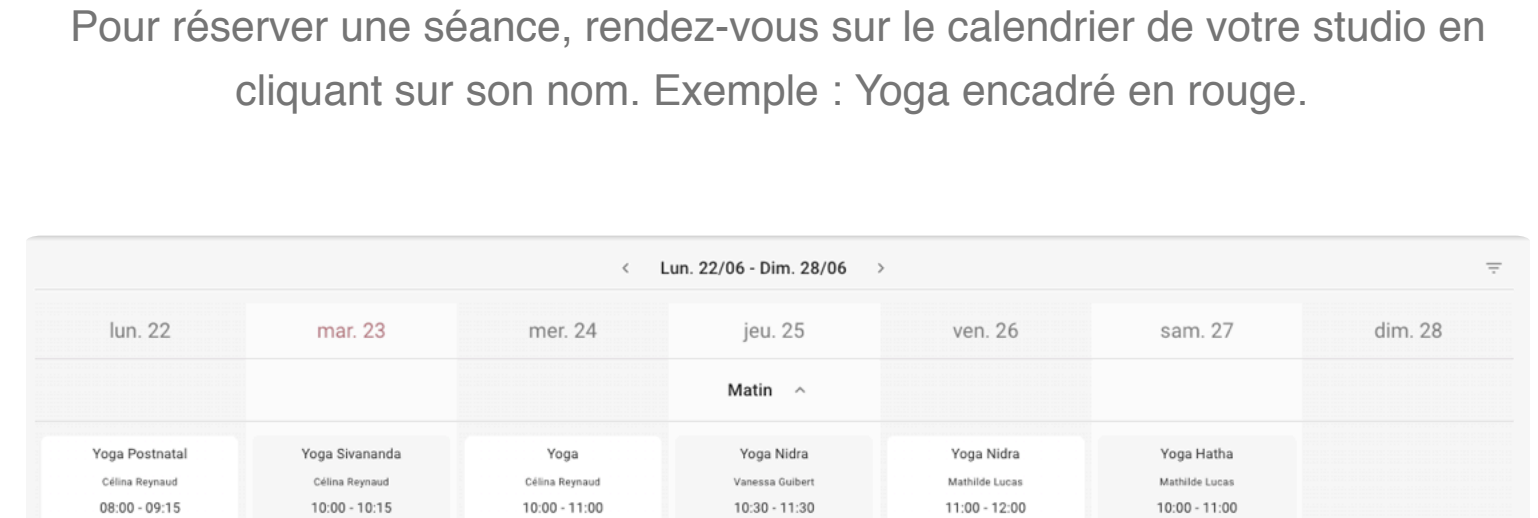 Pour réserver une séance, rendez-vous sur le calendrier de votre studio en
cliquant sur son nom. Exemple : Yoga encadré en rouge.
Lun. 22/06 - Dim. 28/06
lun. 22 mar. 23 mer. 24 jeu. 25 ven. 26 sam. 27 dim. 28
Matin
Yoga Postnatal Yoga Sivananda Yoga Yoga Nidra Yoga Nidra Yoga Hatha
Célina Reynaud Célina Reynaud Célina Reynaud Vanessa Guibert Mathilde Lucas Mathilde Lucas
08:00 - 09:15 10:00 - 10:15 10:00 - 11:00 10:30 - 11:30 11:00 - 12:00 10:00 - 11:00